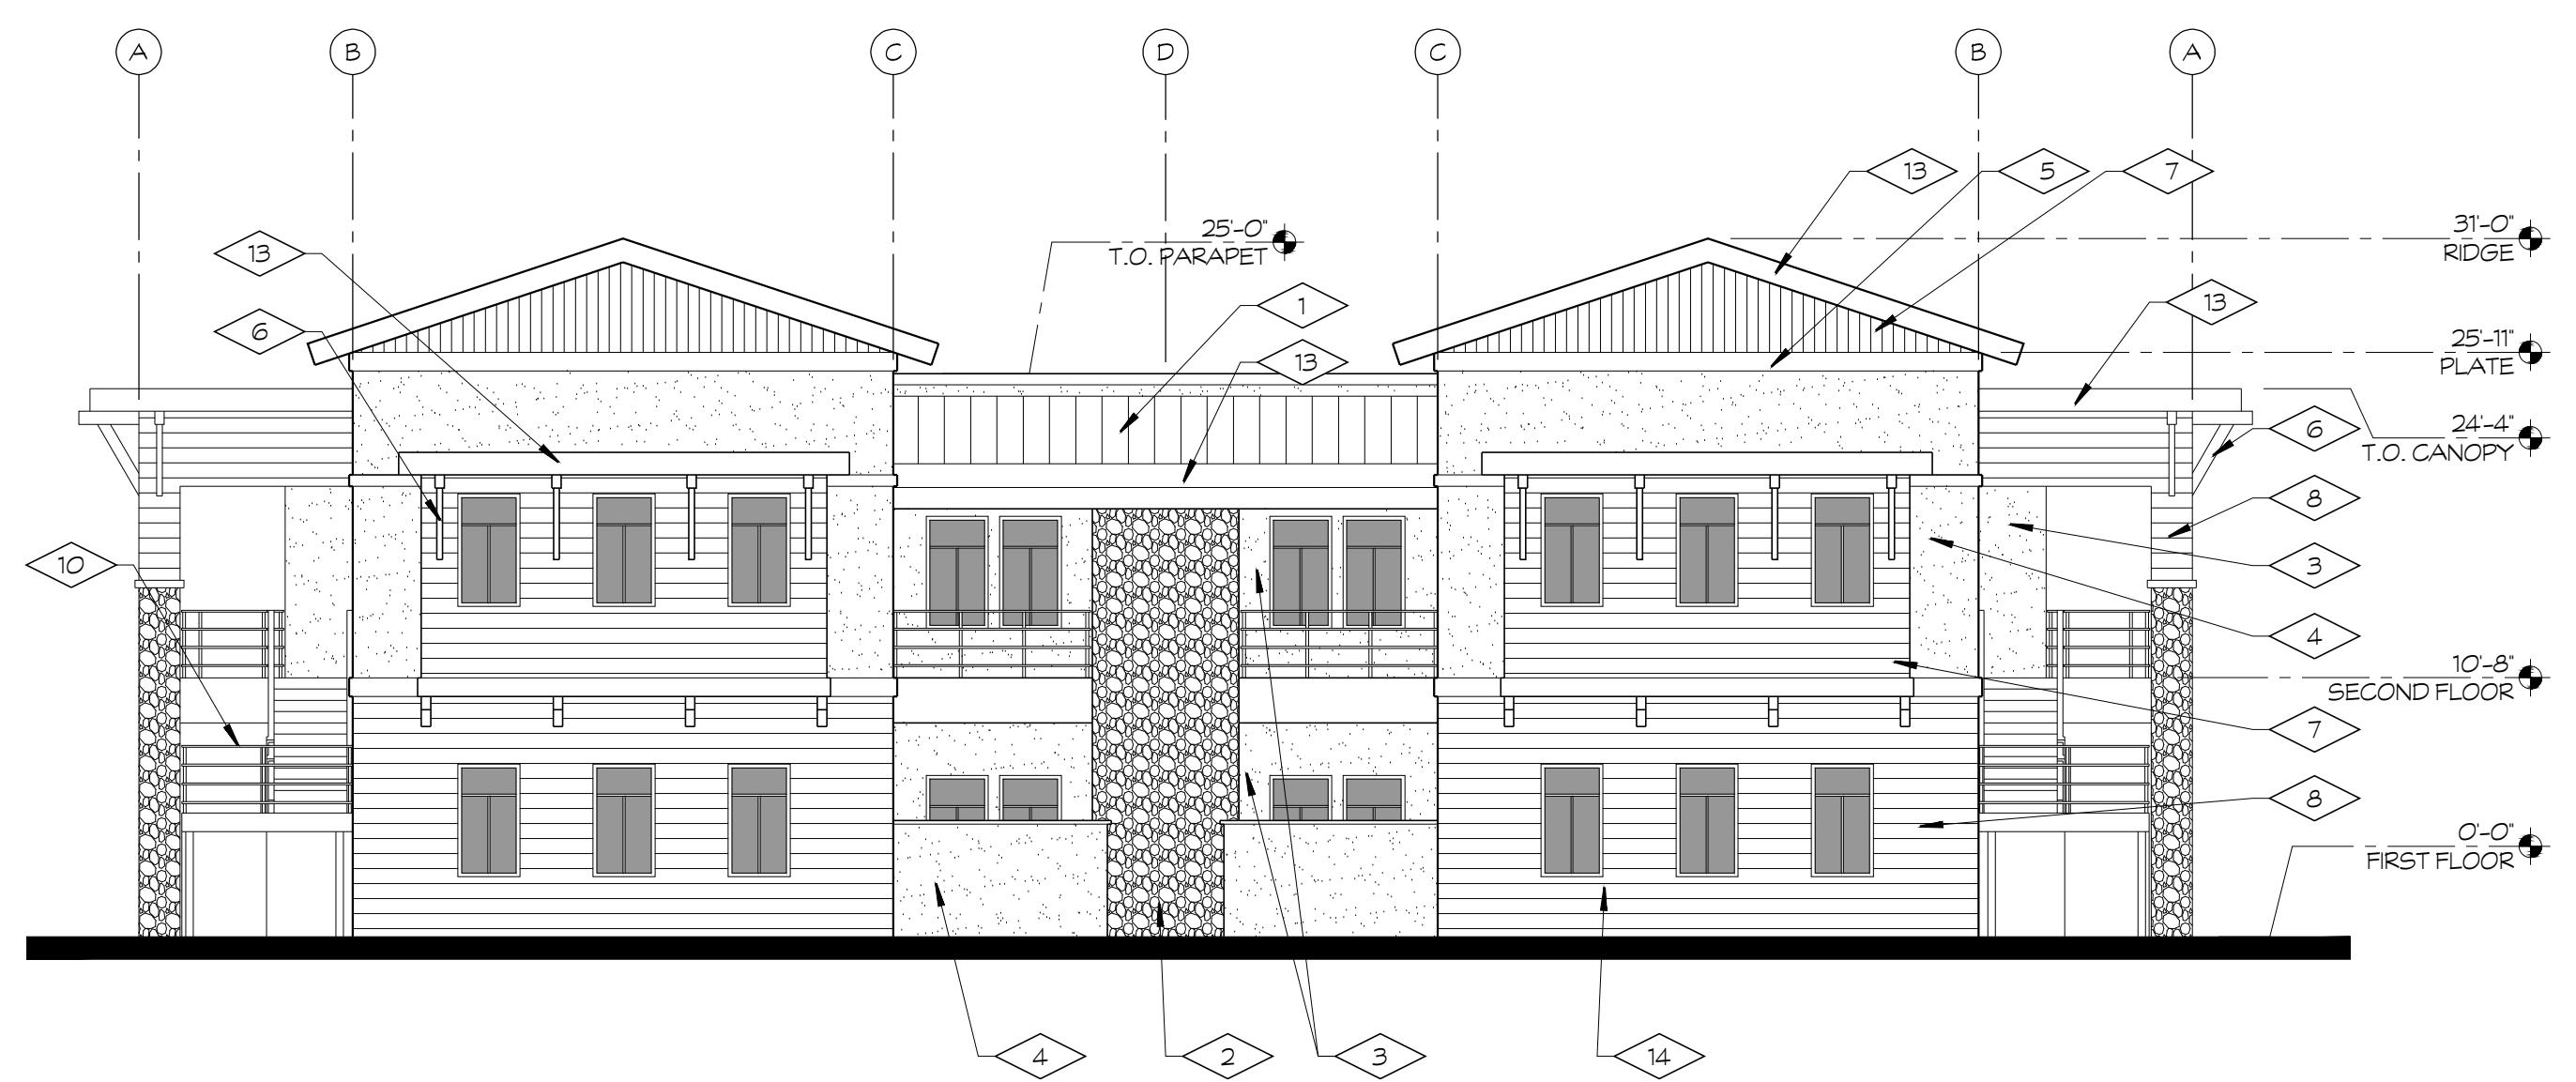 A
B
C
D
C
B
A
13
5
7
25'-0"
T.O. PARAPET
31'-0"
RIDGE
13
6
1
13
13
25'-11"
PLATE
24'-4"
T.O. CANOPY
6
8
10
3
4
10'-8"
SECOND FLOOR
7
8
0'-0"
FIRST FLOOR
4
2
3
14